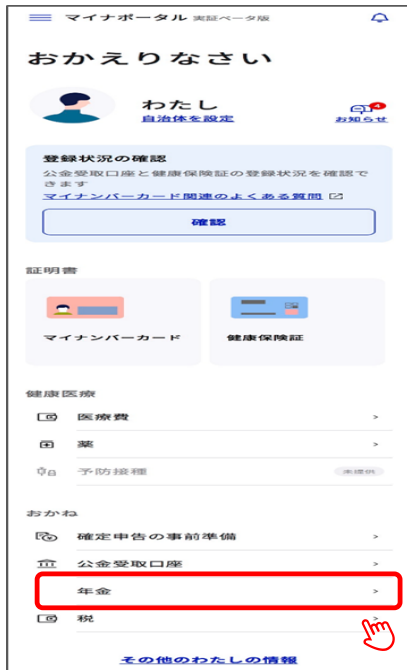 マイナポータル 実証ベータ版
おかえりなさい
わたし
自治体を設定
4
お知らせ
登録状況の確認
公金受取口座と健康保険証の登録状況を確認で
きます
マイナンバーカード関連のよくある質問
確認
証明書
マイナンバーカード
健康保険証
健康医療
医療費
薬
予防接種
未提供
おかね
確定申告の事前準備
公金受取口座
年金
税
その他のわたしの情報